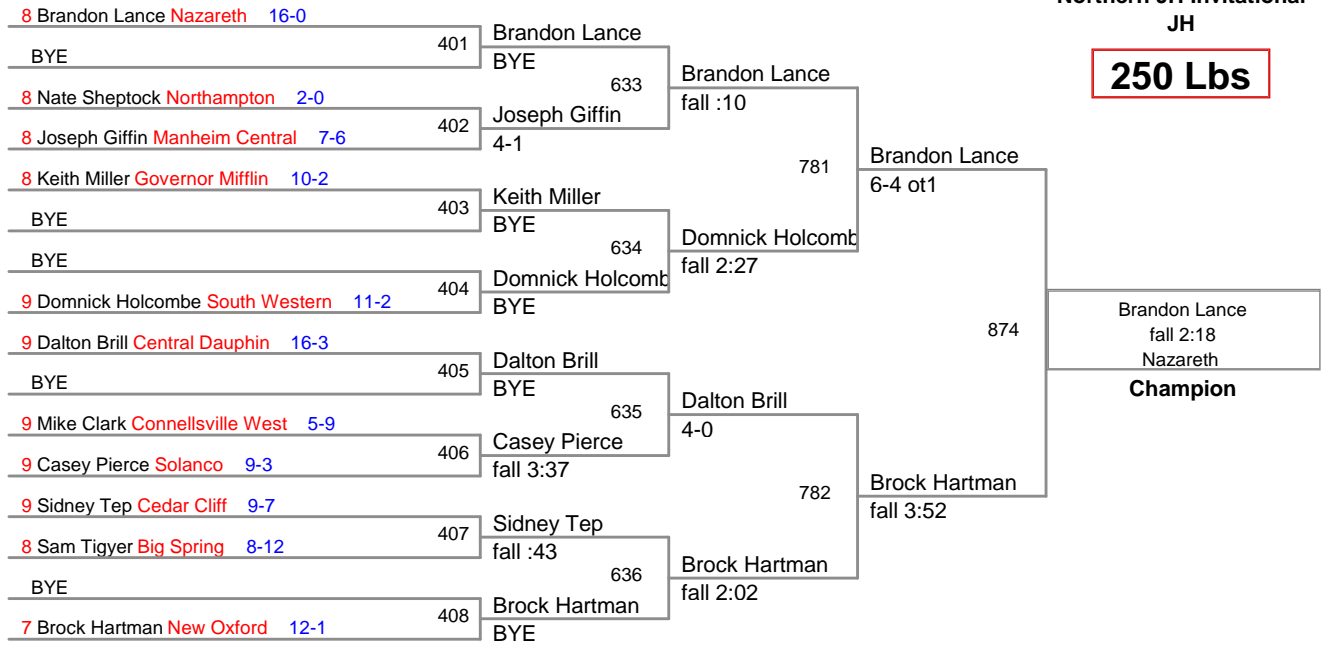 Northern JH Invitational
JH
250 Lbs
8 Brandon Lance Nazareth 16-0
BYE
8 Nate Sheptock Northampton 2-0
8 Joseph Giffin Manheim Central 7-6
8 Keith Miller Governor Mifflin 10-2
BYE
BYE
9 Domnick Holcombe South Western 11-2
9 Dalton Brill Central Dauphin 16-3
BYE
9 Mike Clark Connellsville West 5-9
9 Casey Pierce Solanco 9-3
9 Sidney Tep Cedar Cliff 9-7
8 Sam Tigyer Big Spring 8-12
BYE
7 Brock Hartman New Oxford 12-1
401
402
403
404
405
406
407
408
Brandon Lance
BYE
Joseph Giffin
4-1
Keith Miller
BYE
Domnick Holcomb
BYE
Dalton Brill
BYE
Casey Pierce
fall 3:37
Sidney Tep
fall :43
Brock Hartman
BYE
633
634
635
636
Brandon Lance
fall :10
Domnick Holcomb
fall 2:27
Dalton Brill
4-0
Brock Hartman
fall 2:02
781
782
Brandon Lance
6-4 ot1
Brock Hartman
fall 3:52
874
Brandon Lance
fall 2:18
Nazareth
Champion